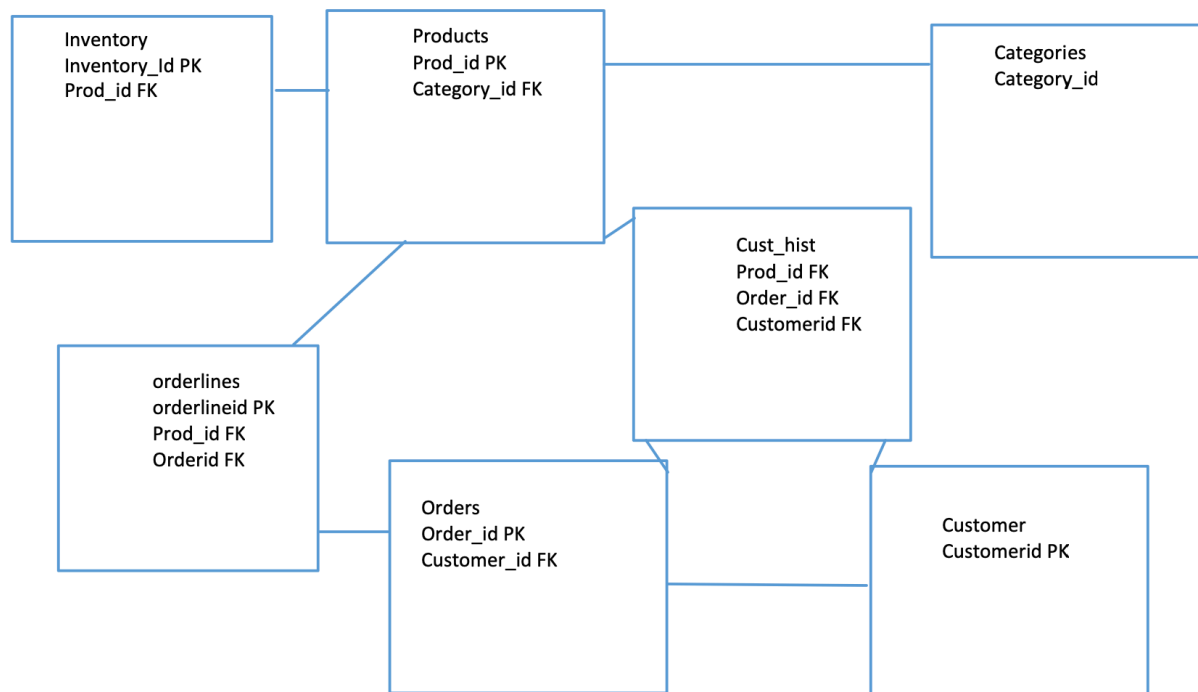 Inventory
Inventory_Id PK
Prod_id FK
Products
Prod_id PK
Category_id FK
Categories
Category_id
Cust_hist
Prod_id FK
Order_id FK
Customerid FK
orderlines
orderlineid PK
Prod_id FK
Orderid FK
Orders
Order_id PK
Customer_id FK
Customer
Customerid PK